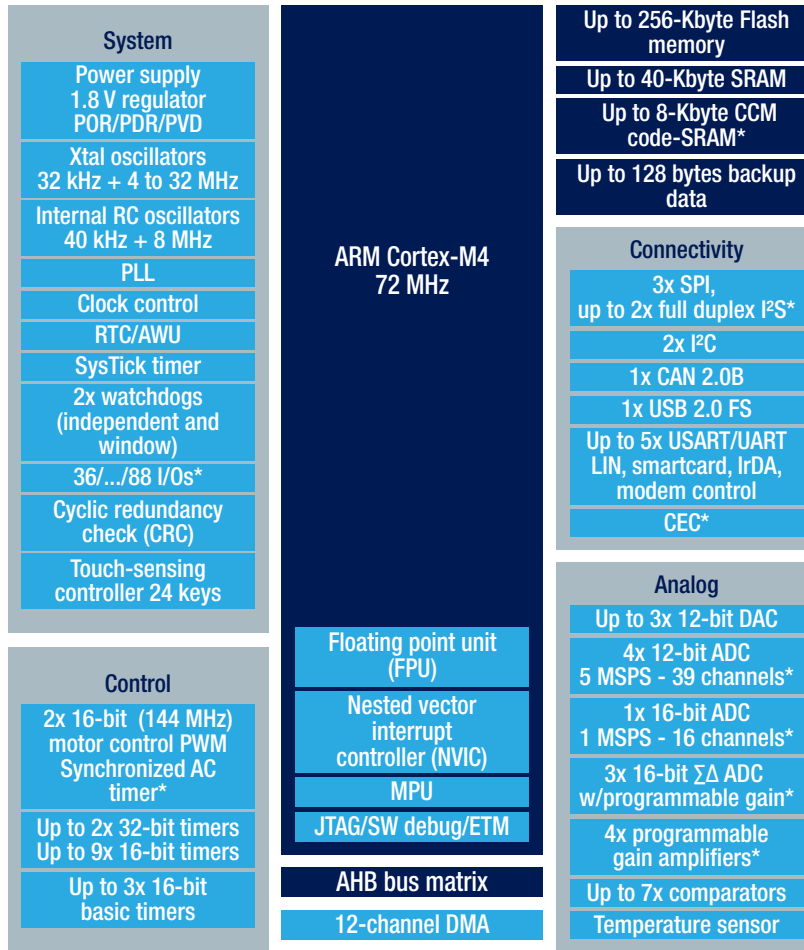 System
Power supply
1.8 V regulator
POR/PDR/PVD
Xtal oscillators
32 kHz + 4 to 32 MHz
Internal RC oscillators
40 kHz + 8 MHz
PLL
Clock control
RTC/AWU
SysTick timer
2x watchdogs
(independent and
window)
36/.../88 I/Os*
Cyclic redundancy
check (CRC)
Touch-sensing
controller 24 keys
Control
2x 16-bit (144 MHz)
motor control PWM
Synchronized AC
timer*
Up to 2x 32-bit timers
Up to 9x 16-bit timers
Up to 3x 16-bit
basic timers
ARM Cortex-M4
72 MHz
Floating point unit
(FPU)
Nested vector
interrupt
controller (NVIC)
MPU
JTAG/SW debug/ETM
AHB bus matrix
12-channel DMA
Up to 256-Kbyte Flash
memory
Up to 40-Kbyte SRAM
Up to 8-Kbyte CCM
code-SRAM*
Up to 128 bytes backup
data
Connectivity
3x SPI,
up to 2x full duplex I²S*
2x I²C
1x CAN 2.0B
1x USB 2.0 FS
Up to 5x USART/UART
LIN, smartcard, IrDA,
modem control
CEC*
Analog
Up to 3x 12-bit DAC
4x 12-bit ADC
5 MSPS - 39 channels*
1x 16-bit ADC
1 MSPS - 16 channels*
3x 16-bit ∑Δ ADC
w/programmable gain*
4x programmable
gain amplifiers*
Up to 7x comparators
Temperature sensor